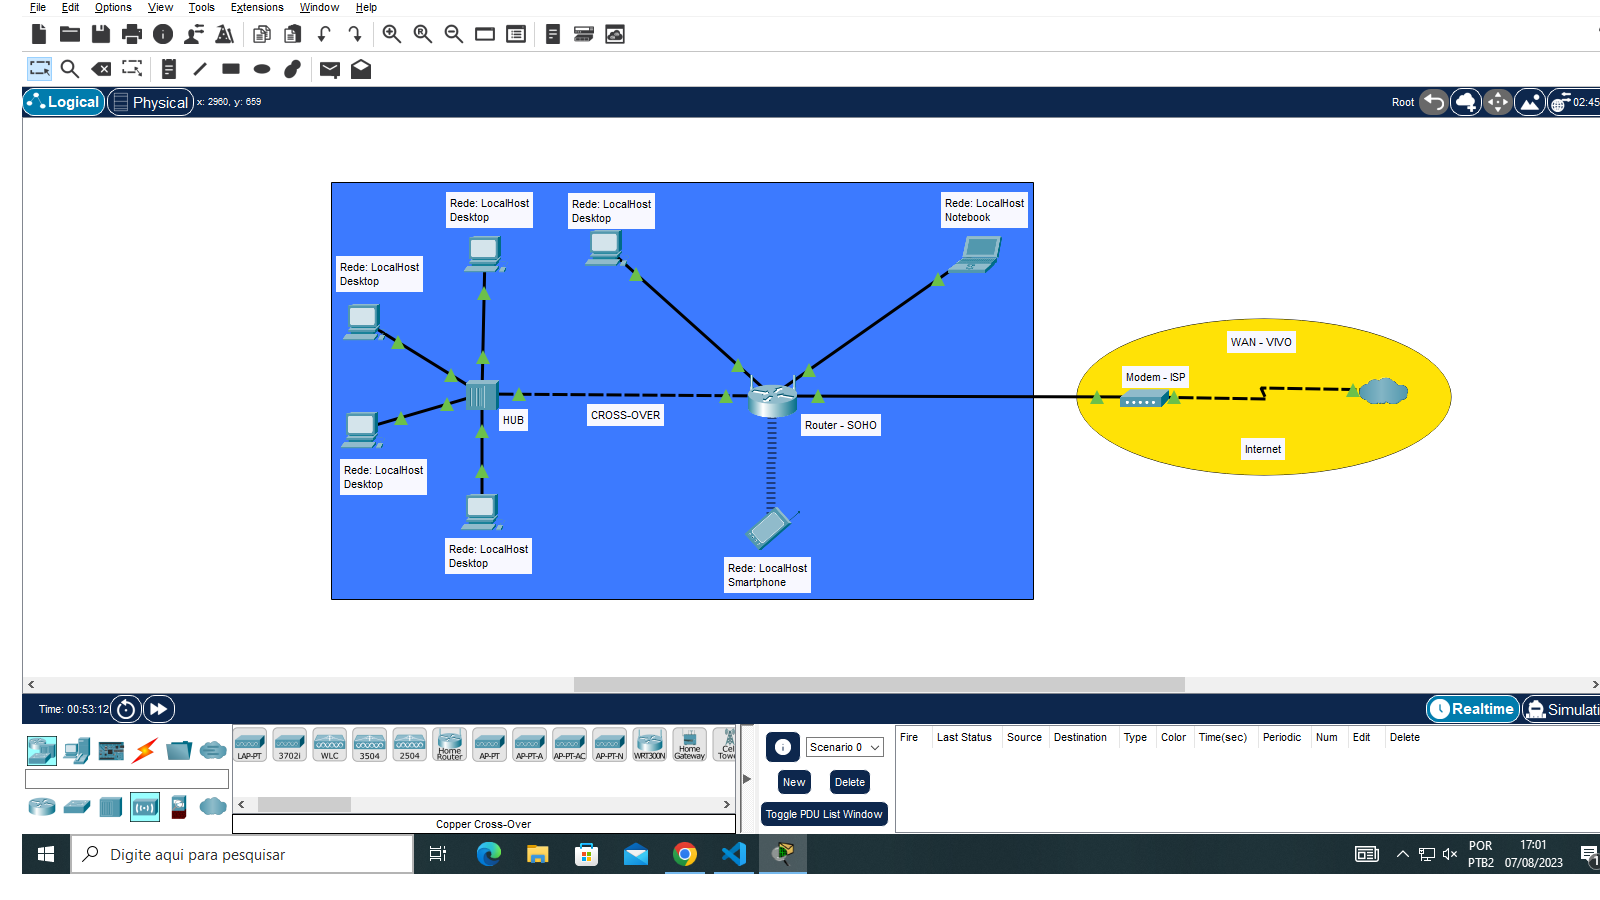 File Edit Options View Tools Extensions Window Help
Logical Physical x: 2960, y: 659 Root 02:45
Rede: LocalHost
Desktop
Rede: LocalHost
Desktop
Rede: LocalHost
Notebook
Rede: LocalHost
Desktop
WAN - VIVO
Modem - ISP
HUB
CROSS-OVER
Router - SOHO
Internet
Rede: LocalHost
Desktop
Rede: LocalHost
Desktop
Rede: LocalHost
Smartphone
Time: 00:53:12 Realtime Simulati
LAP-PT 3702i WLC 3504 2504 Home Router AP-PT AP-PT-A AP-PT-AC AP-PT-N WRT300N Home Gateway Cel Tow
Scenario 0
New Delete
Toggle PDU List Window
Fire Last Status Source Destination Type Color Time(sec) Periodic Num Edit Delete
Copper Cross-Over
Digite aqui para pesquisar
POR
PTB2
17:01
07/08/2023